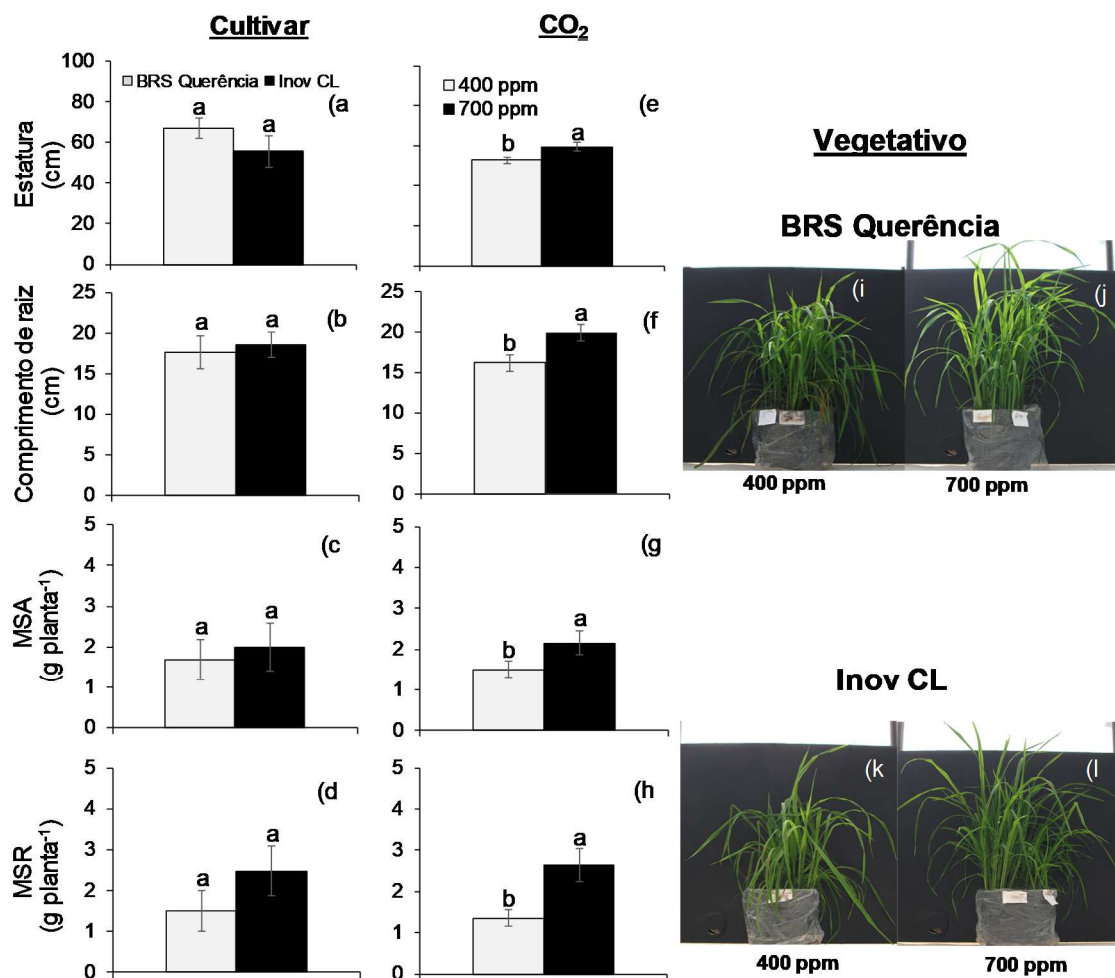 Cultivar
CO₂
100
80
60
40
20
0
Estatura
(cm)
BRS Querência
Inov CL
(a
a
a
400 ppm
700 ppm
(e
b
a
25
20
15
10
5
0
Comprimento de raiz
(cm)
(b
a
a
25
20
15
10
5
0
(f
b
a
5
4
3
2
1
0
MSA
(g planta⁻¹)
(c
a
a
5
4
3
2
1
0
(g
b
a
5
4
3
2
1
0
MSR
(g planta⁻¹)
(d
a
a
5
4
3
2
1
0
(h
b
a
Vegetativo
BRS Querência
(i
(j
400 ppm
700 ppm
Inov CL
(k
(l
400 ppm
700 ppm